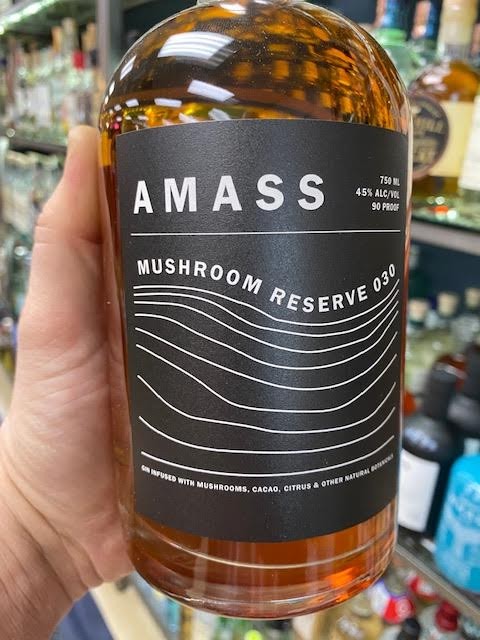 AMASS
750 ML
45% ALC/VOL
90 PROOF
MUSHROOM RESERVE 030
GIN INFUSED WITH MUSHROOMS, CACAO, CITRUS & OTHER NATURAL BOTANICALS